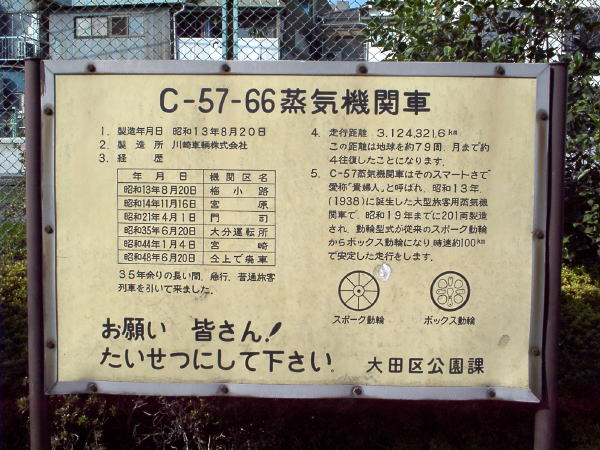 C-57-66蒸気機関車
1. 製造年月日 昭和13年8月20日
2. 製造所 川崎車輌株式会社
3. 経歴
年月日 機関区名
昭和13年8月20日 梅小路
昭和14年11月16日 宮原
昭和21年4月1日 門司
昭和35年6月20日 大分運転所
昭和44年1月4日 宮崎
昭和48年6月20日 仝上で廃車
35年余りの長い間、急行、普通旅客
列車を引いて来ました。
4. 走行距離 3,124,321.6km
この距離は地球を約79周、月まで約
4往復したことになります。
5. C-57蒸気機関車はそのスマートさで
愛称"貴婦人"と呼ばれ、昭和13年、
(1938)に誕生した大型旅客用蒸気機
関車で、昭和19年までに201両製造
され、動輪型式が従来のスポーク動輪
からボックス動輪になり時速約100km
で安定した走行をします。
スポーク動輪 ボックス動輪
お願い 皆さん!
たいせつにして下さい。
大田区公園課